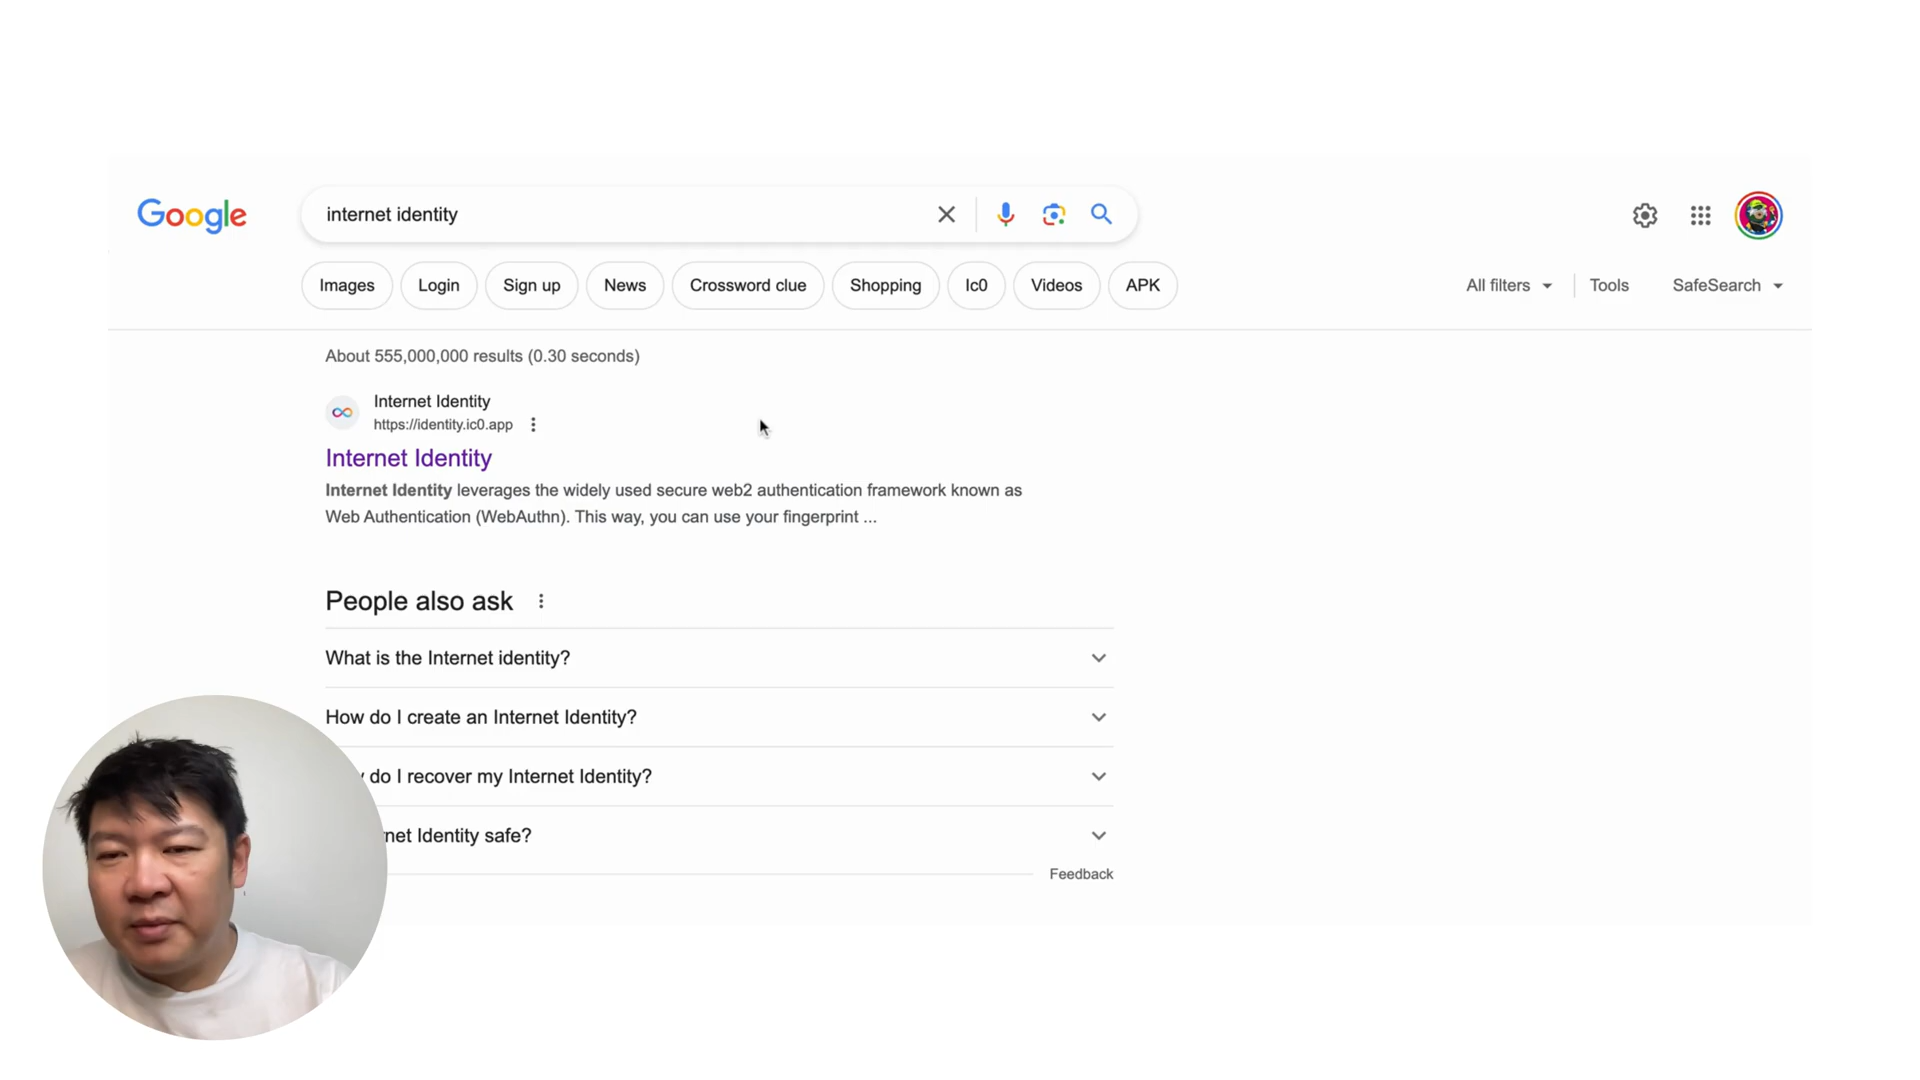 Google
internet identity
Images Login Sign up News Crossword clue Shopping Ic0 Videos APK All filters Tools SafeSearch
About 555,000,000 results (0.30 seconds)
Internet Identity
https://identity.ic0.app
Internet Identity
Internet Identity leverages the widely used secure web2 authentication framework known as
Web Authentication (WebAuthn). This way, you can use your fingerprint ...
People also ask
What is the Internet identity?
How do I create an Internet Identity?
do I recover my Internet Identity?
Identity safe?
Feedback